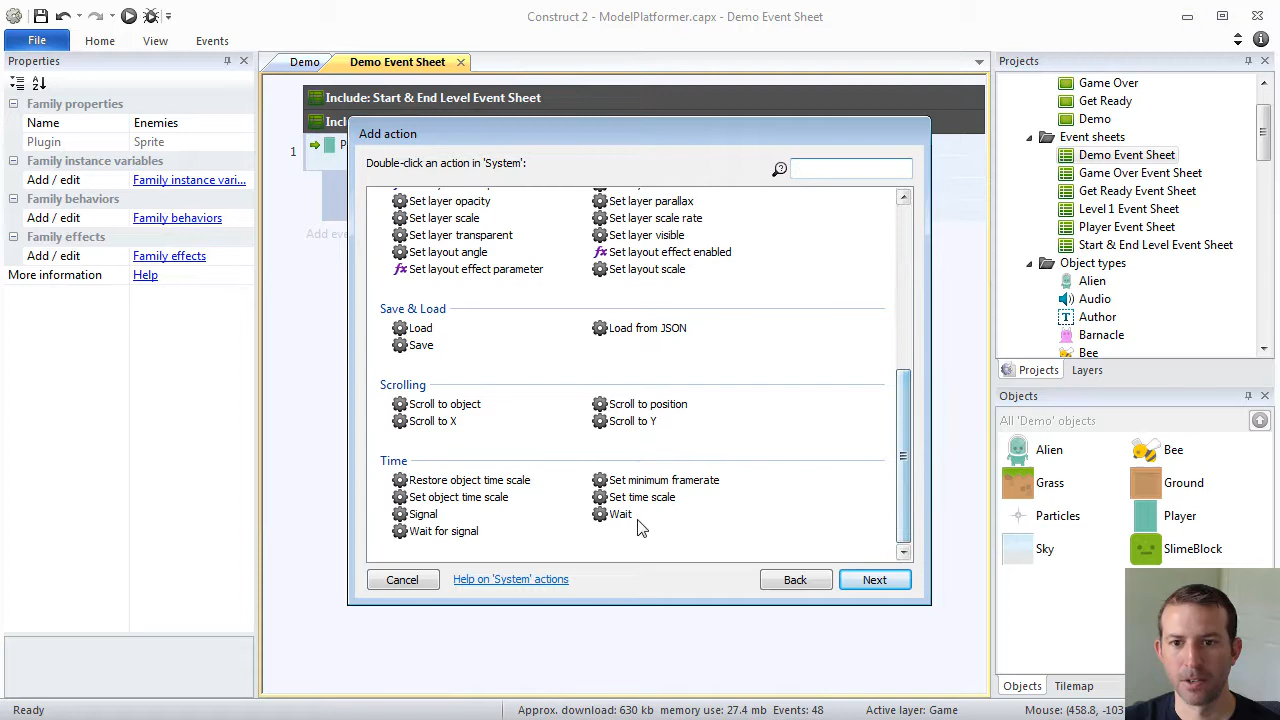 Construct 2 - ModelPlatformer.capx - Demo Event Sheet
File Home View Events
Properties
Family properties
Name Enemies
Plugin Sprite
Family instance variables
Add / edit Family instance vari...
Family behaviors
Add / edit Family behaviors
Family effects
Add / edit Family effects
More information Help
Demo Demo Event Sheet
Include: Start & End Level Event Sheet
Incl
1 P
Add eve
Add action
Double-click an action in 'System':
Set layer opacity Set layer parallax
Set layer scale Set layer scale rate
Set layer transparent Set layer visible
Set layout angle fx Set layout effect enabled
fx Set layout effect parameter Set layout scale
Save & Load
Load Load from JSON
Save
Scrolling
Scroll to object Scroll to position
Scroll to X Scroll to Y
Time
Restore object time scale Set minimum framerate
Set object time scale Set time scale
Signal Wait
Wait for signal
Cancel Help on 'System' actions Back Next
Projects
Game Over
Get Ready
Demo
Event sheets
Demo Event Sheet
Game Over Event Sheet
Get Ready Event Sheet
Level 1 Event Sheet
Player Event Sheet
Start & End Level Event Sheet
Object types
Alien
Audio
T Author
Barnacle
Bee
Projects Layers
Objects
All 'Demo' objects
Alien Bee
Grass Ground
Particles Player
Sky SlimeBlock
Objects Tilemap
Ready Approx. download: 630 kb memory use: 27.4 mb Events: 48 Active layer: Game Mouse: (458.8, -103